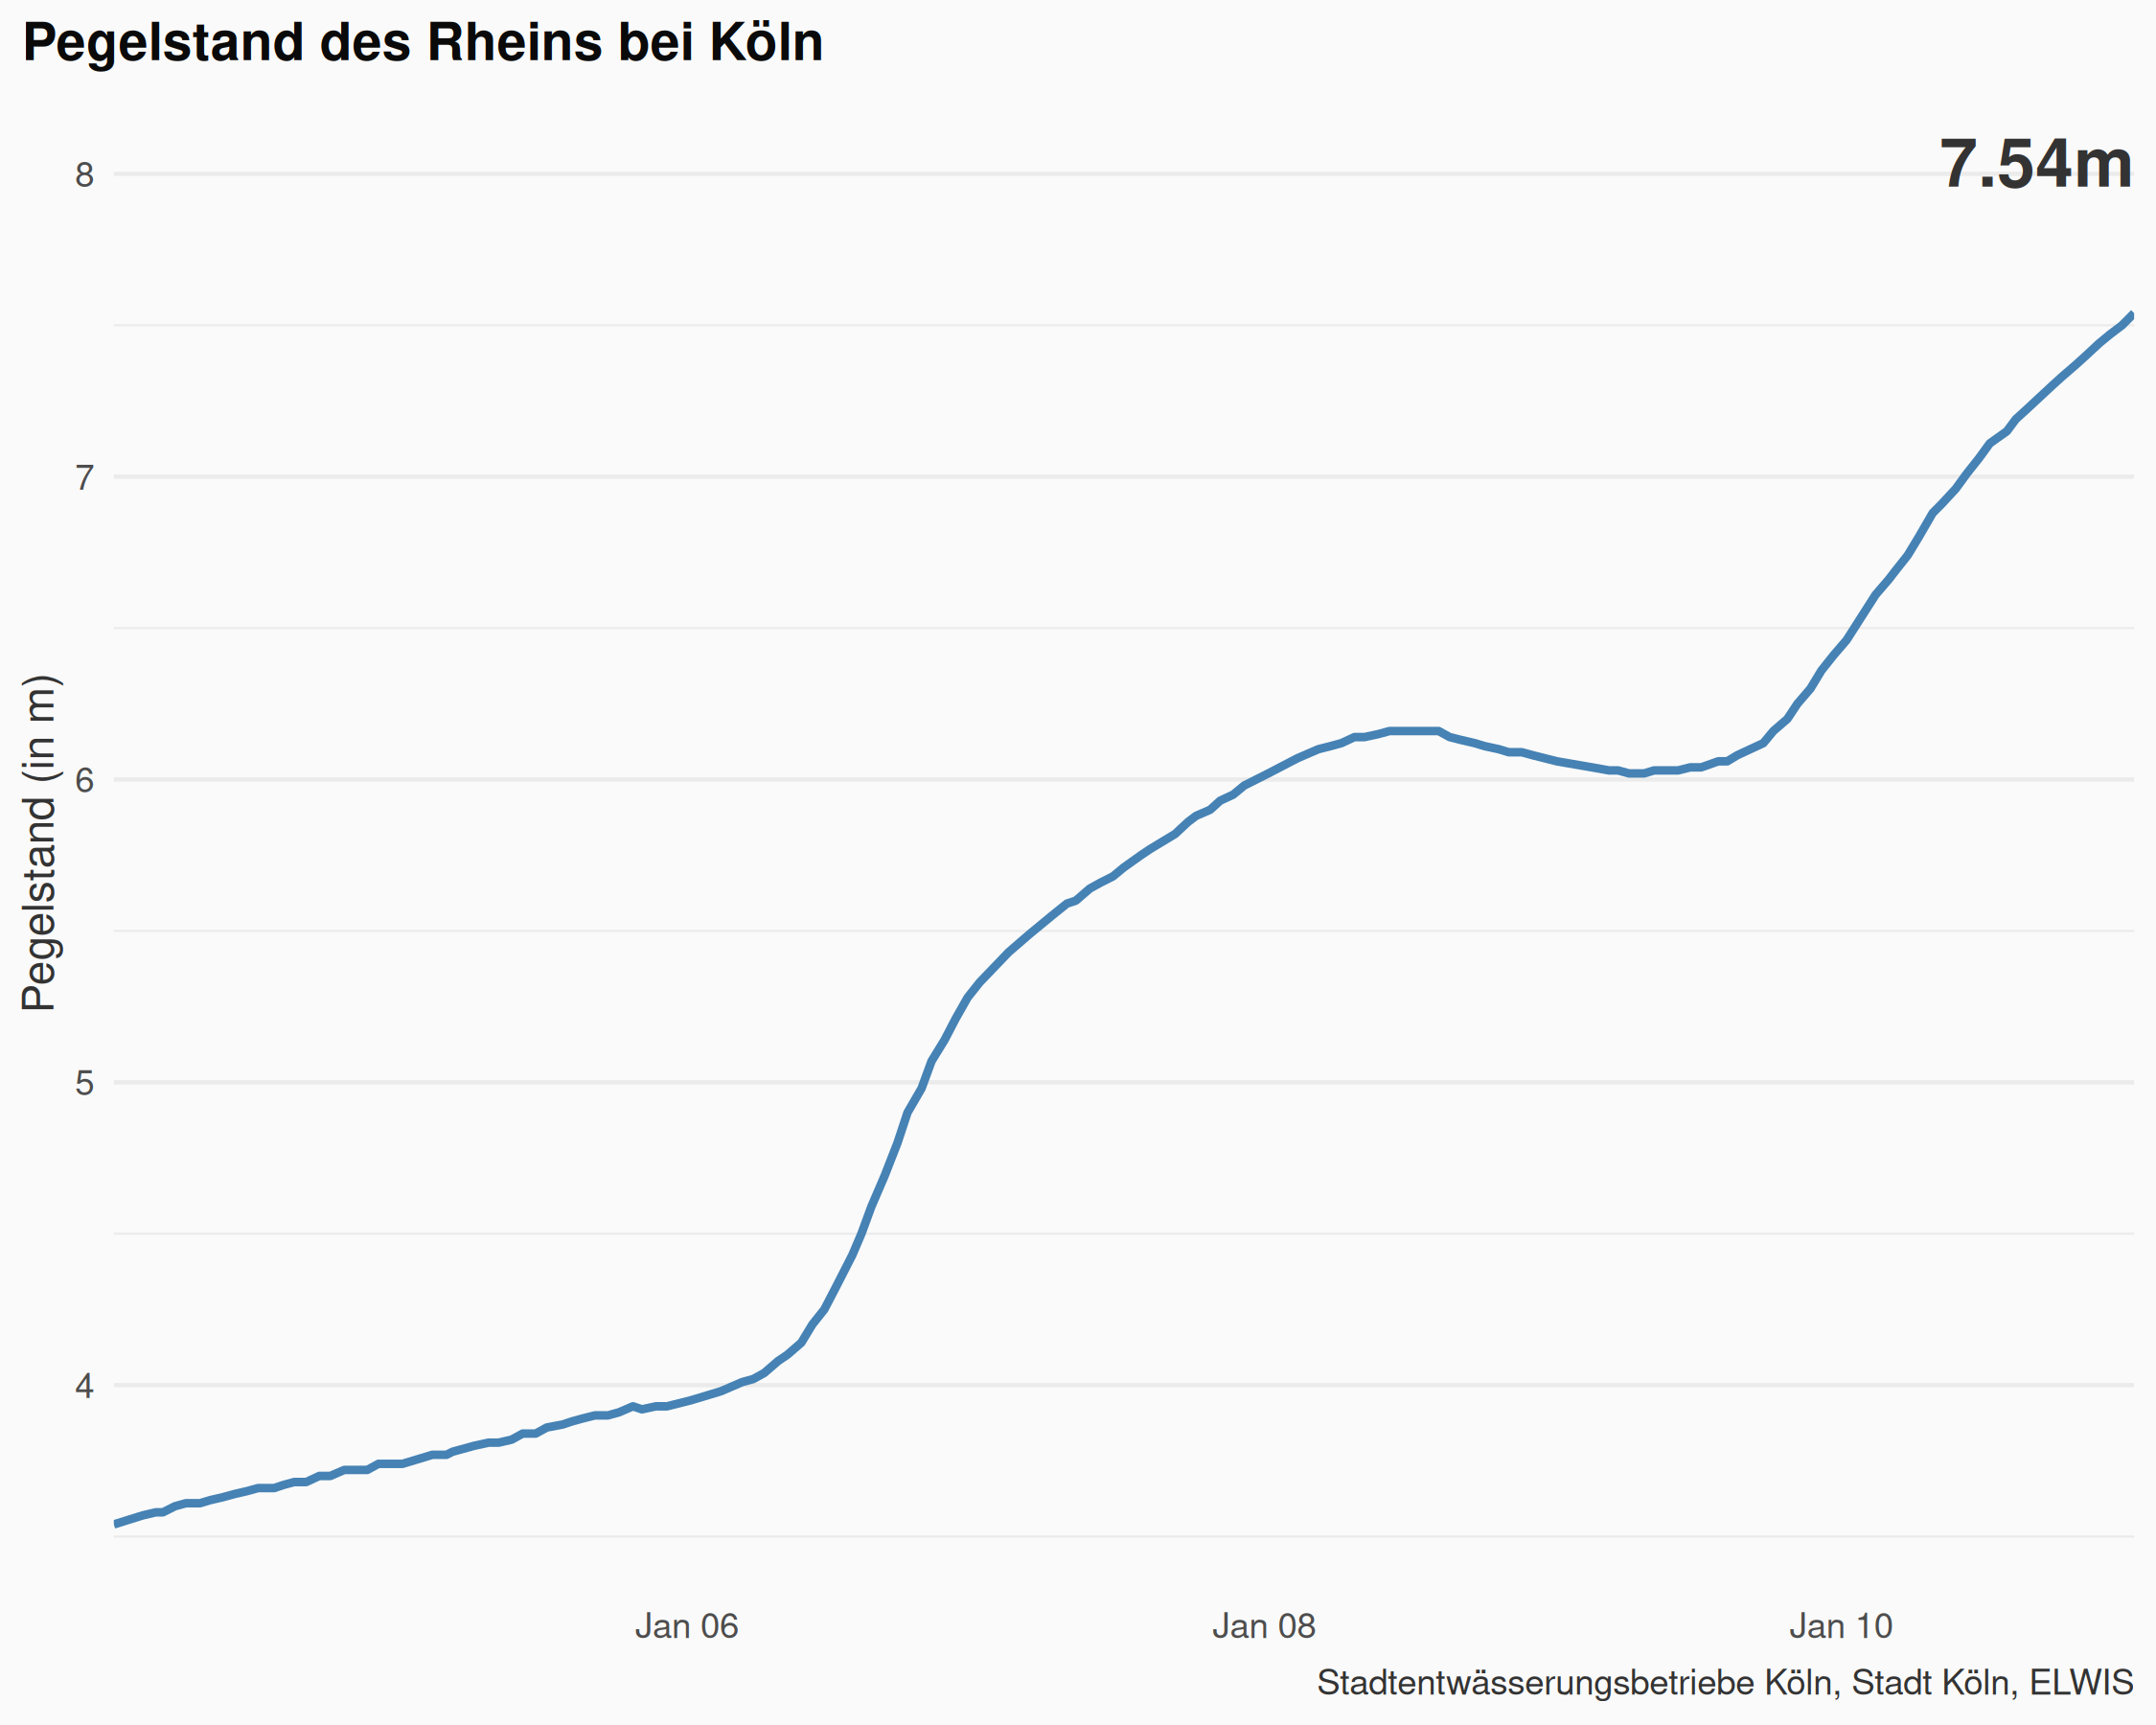 Pegelstand des Rheins bei Köln
7.54m
8
7
6
5
4
Pegelstand (in m)
Jan 06
Jan 08
Jan 10
Stadtentwässerungsbetriebe Köln, Stadt Köln, ELWIS